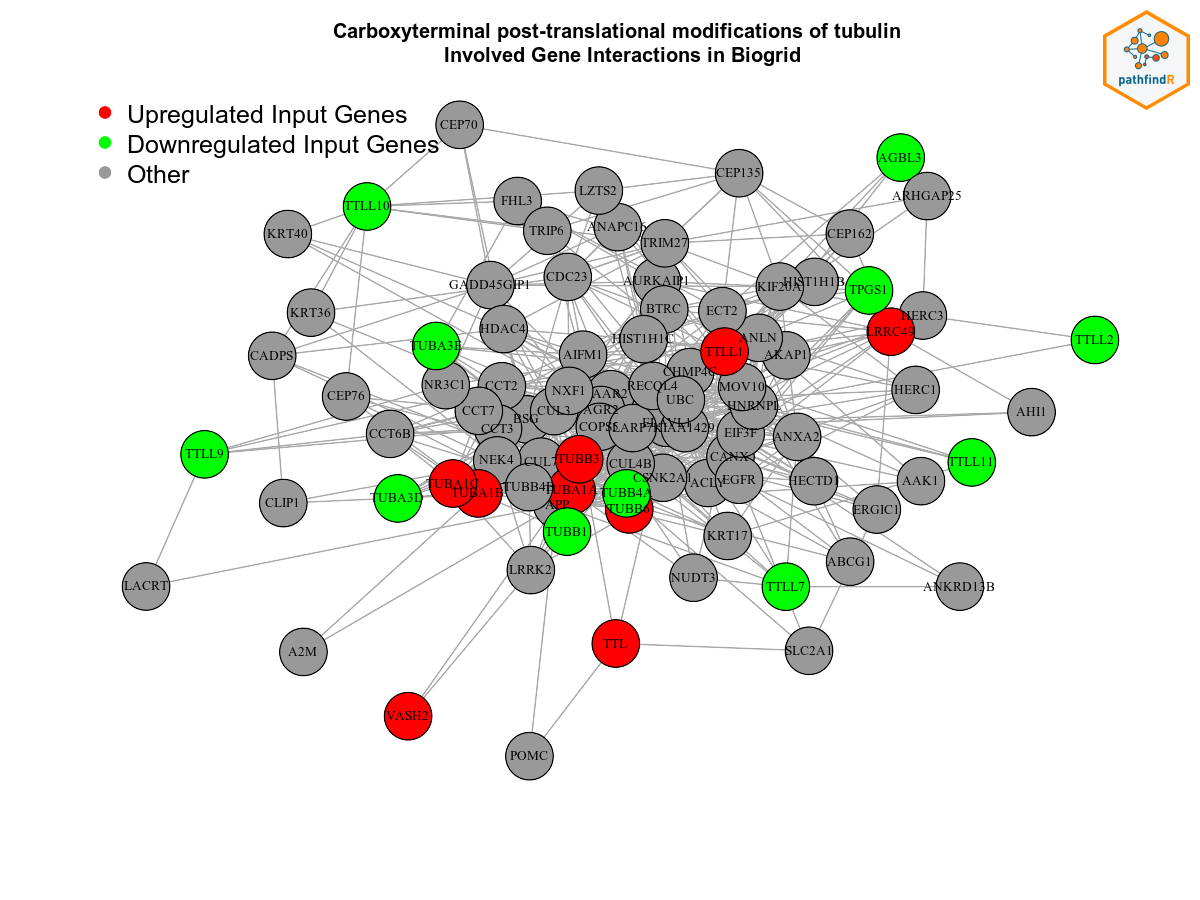 Carboxyterminal post-translational modifications of tubulin
Involved Gene Interactions in Biogrid
pathfindR
Upregulated Input Genes
Downregulated Input Genes
Other
CEP70
AGBL3
CEP135
LZTS2
ARHGAP25
FHL3
TTLL10
ANAPC16
TRIP6
KRT40
CEP162
TRIM27
CDC23
AURKAIP1
HIST1H1B
GADD45GIP1
KIF20A
TPGS1
BTRC
ECT2
KRT36
HERC3
HDAC4
LRRC49
HIST1H1C
ANLN
TTLL2
TUBA3E
TTLL1
CADPS
AIFM1
AKAP1
CHMP4C
NR3C1
CCT2
RECQL4
MOV10
NXF1
HERC1
AAR2
CEP76
UBC
HNRNPL
CCT7
CUL3
AGR2
AHI1
BSG
ELAVL1
COPS5
LARP7
KIAA1429
CCT3
CCT6B
EIF3F
ANXA2
TTLL9
CANX
NEK4
CUL7
TUBB3
CUL4B
TTLL11
CSNK2A1
EGFR
HECTD1
AAK1
ACLY
TUBA1C
TUBA1B
TUBB4B
TUBA1A
TUBB4A
TUBA3D
CLIP1
APP
TUBB6
ERGIC1
TUBB1
KRT17
ABCG1
LRRK2
NUDT3
LACRT
TTLL7
ANKRD13B
TTL
A2M
SLC2A1
VASH2
POMC